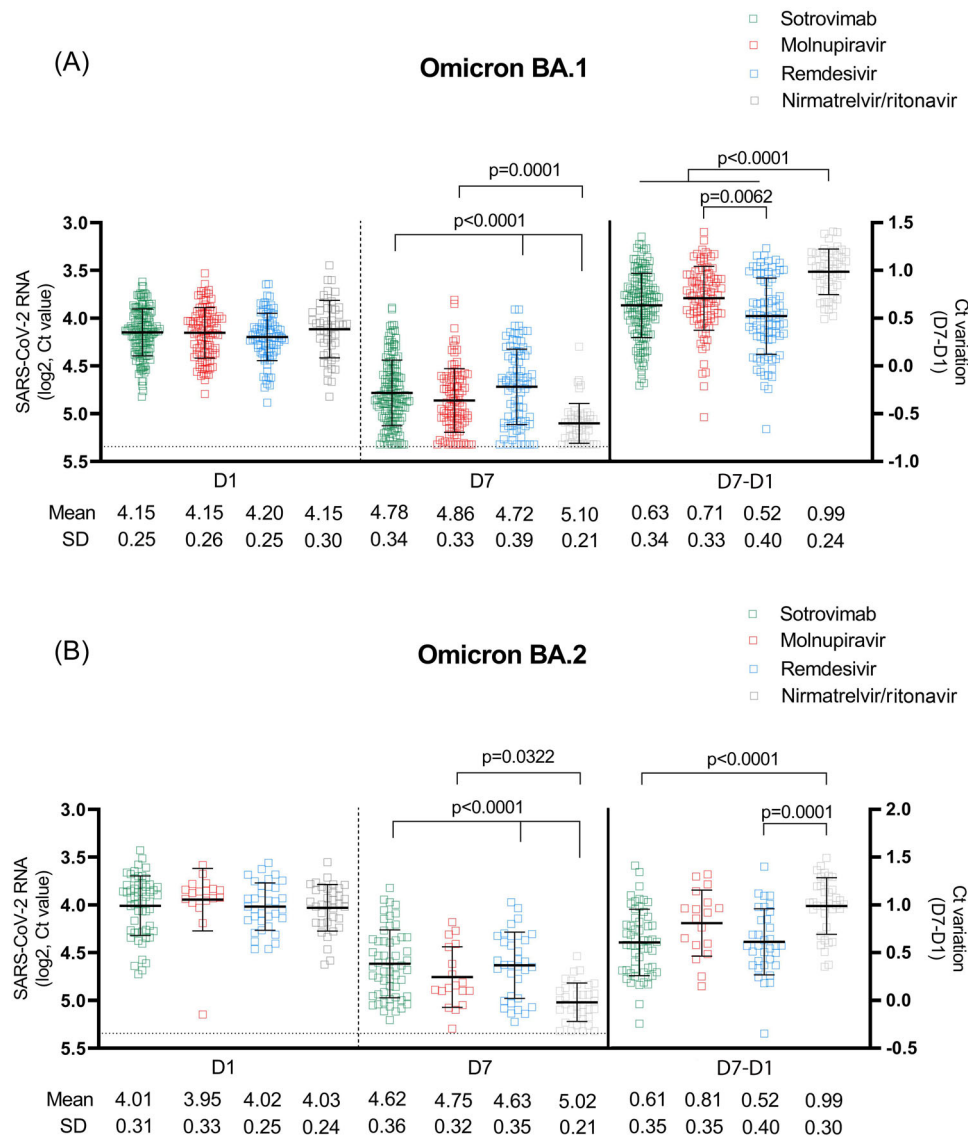 Sotrovimab
Molnupiravir
Remdesivir
Nirmatrelvir/ritonavir
(A)
Omicron BA.1
p<0.0001
p=0.0001
p=0.0062
p<0.0001
SARS-CoV-2 RNA
(log2, Ct value)
3.0
3.5
4.0
4.5
5.0
5.5
1.5
1.0
0.5
0.0
-0.5
-1.0
Ct variation
(D7-D1)
D1 D7 D7-D1
Mean 4.15 4.15 4.20 4.15 4.78 4.86 4.72 5.10 0.63 0.71 0.52 0.99
SD 0.25 0.26 0.25 0.30 0.34 0.33 0.39 0.21 0.34 0.33 0.40 0.24
Sotrovimab
Molnupiravir
Remdesivir
Nirmatrelvir/ritonavir
(B)
Omicron BA.2
p=0.0322
p<0.0001
p<0.0001
p=0.0001
SARS-CoV-2 RNA
(log2, Ct value)
3.0
3.5
4.0
4.5
5.0
5.5
2.0
1.5
1.0
0.5
0.0
-0.5
Ct variation
(D7-D1)
D1 D7 D7-D1
Mean 4.01 3.95 4.02 4.03 4.62 4.75 4.63 5.02 0.61 0.81 0.52 0.99
SD 0.31 0.33 0.25 0.24 0.36 0.32 0.35 0.21 0.35 0.35 0.40 0.30